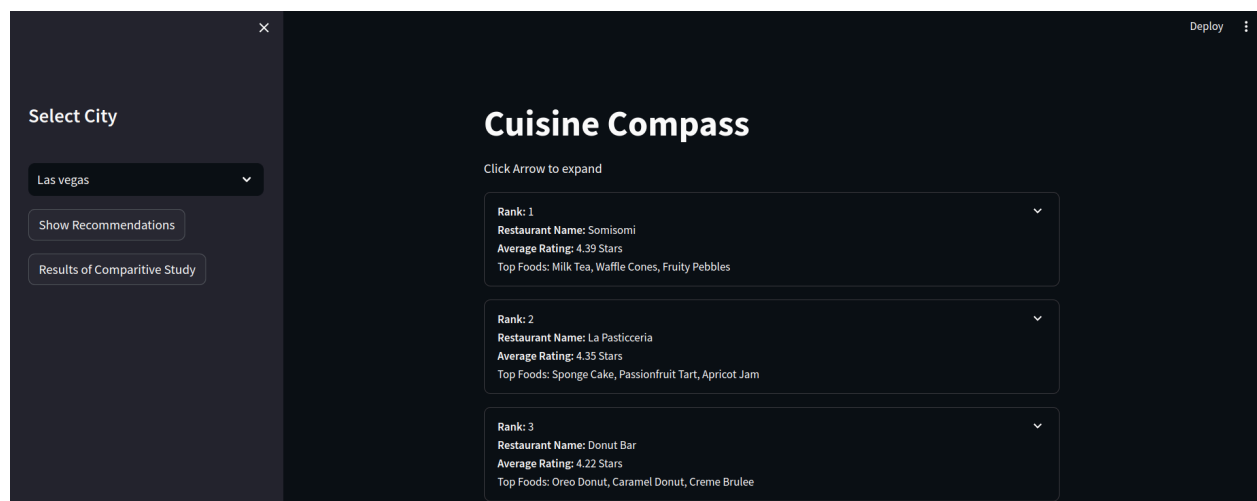 Deploy
Select City
Las vegas
Show Recommendations
Results of Comparitive Study
Cuisine Compass
Click Arrow to expand
Rank: 1
Restaurant Name: Somisomi
Average Rating: 4.39 Stars
Top Foods: Milk Tea, Waffle Cones, Fruity Pebbles
Rank: 2
Restaurant Name: La Pasticceria
Average Rating: 4.35 Stars
Top Foods: Sponge Cake, Passionfruit Tart, Apricot Jam
Rank: 3
Restaurant Name: Donut Bar
Average Rating: 4.22 Stars
Top Foods: Oreo Donut, Caramel Donut, Creme Brulee